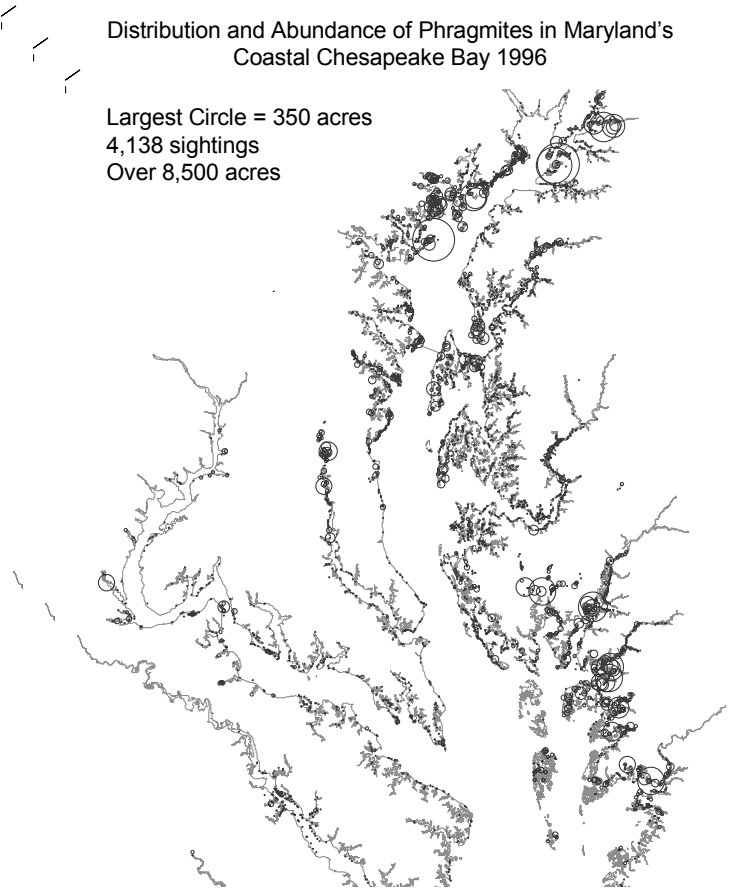 Distribution and Abundance of Phragmites in Maryland’s
Coastal Chesapeake Bay 1996
Largest Circle = 350 acres
4,138 sightings
Over 8,500 acres